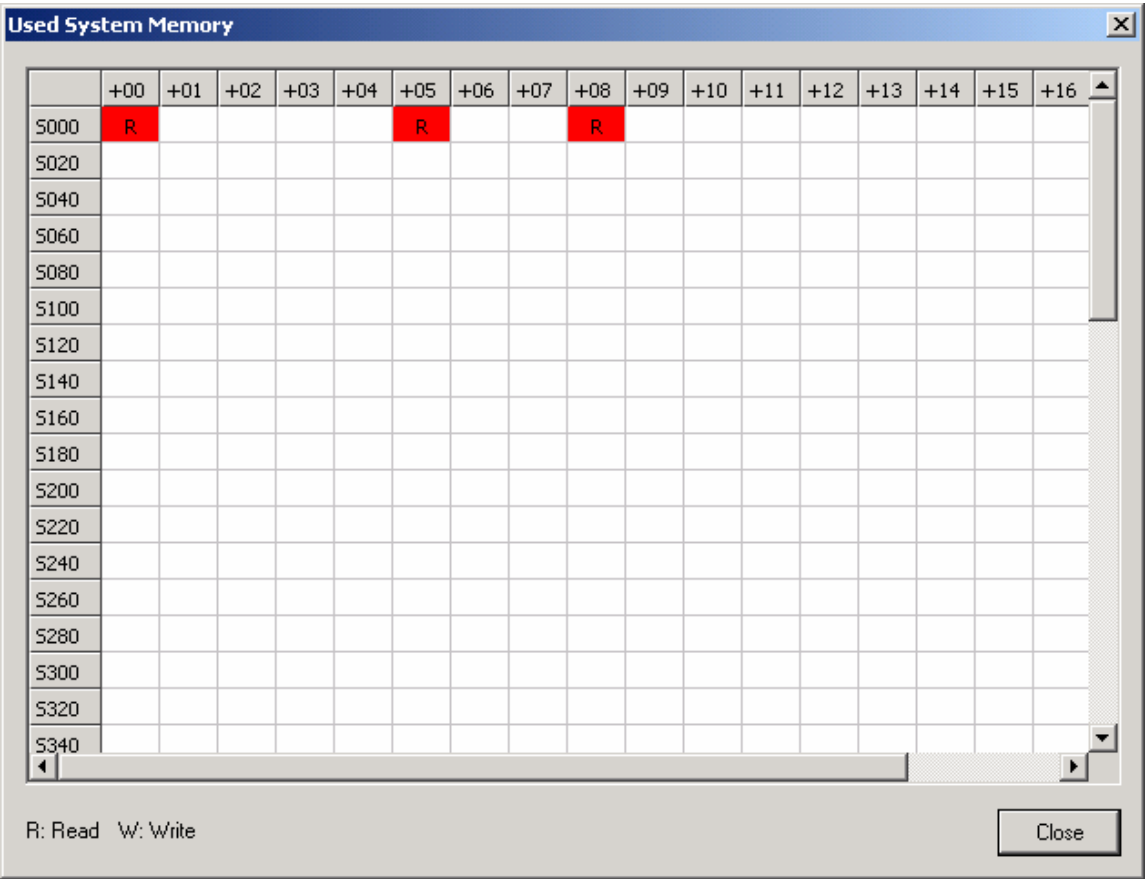 Used System Memory
+00 +01 +02 +03 +04 +05 +06 +07 +08 +09 +10 +11 +12 +13 +14 +15 +16
S000 R R R
S020
S040
S060
S080
S100
S120
S140
S160
S180
S200
S220
S240
S260
S280
S300
S320
S340
R: Read W: Write
Close